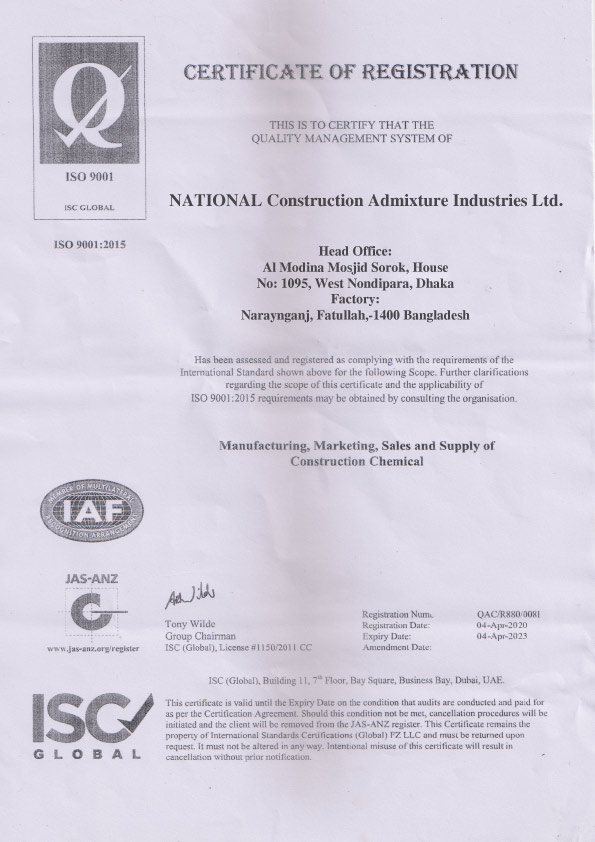 CERTIFICATE OF REGISTRATION
THIS IS TO CERTIFY THAT THE
QUALITY MANAGEMENT SYSTEM OF
Q
ISO 9001
ISC GLOBAL
ISO 9001:2015
NATIONAL Construction Admixture Industries Ltd.
Head Office:
Al Modina Mosjid Sorok, House
No: 1095, West Nondipara, Dhaka
Factory:
Naraynganj, Fatullah,-1400 Bangladesh
Has been assessed and registered as complying with the requirements of the
International Standard shown above for the following Scope. Further clarifications
regarding the scope of this certificate and the applicability of
ISO 9001:2015 requirements may be obtained by consulting the organisation.
Manufacturing, Marketing, Sales and Supply of
Construction Chemical
MEMBER OF MULTILATERAL
IAF
RECOGNITION ARRANGEMENT
JAS-ANZ
www.jas-anz.org/register
Tony Wilde
Group Chairman
ISC (Global), License #1150/2011 CC
Registration Num: QAC/R880/0081
Registration Date: 04-Apr-2020
Expiry Date: 04-Apr-2023
Amendment Date:
ISC (Global), Building 11, 7th Floor, Bay Square, Business Bay, Dubai, UAE.
ISC
GLOBAL
This certificate is valid until the Expiry Date on the condition that audits are conducted and paid for
as per the Certification Agreement. Should this condition not be met, cancellation procedures will be
initiated and the client will be removed from the JAS-ANZ register. This Certificate remains the
property of International Standards Certifications (Global) FZ LLC and must be returned upon
request. It must not be altered in any way. Intentional misuse of this certificate will result in
cancellation without prior notification.